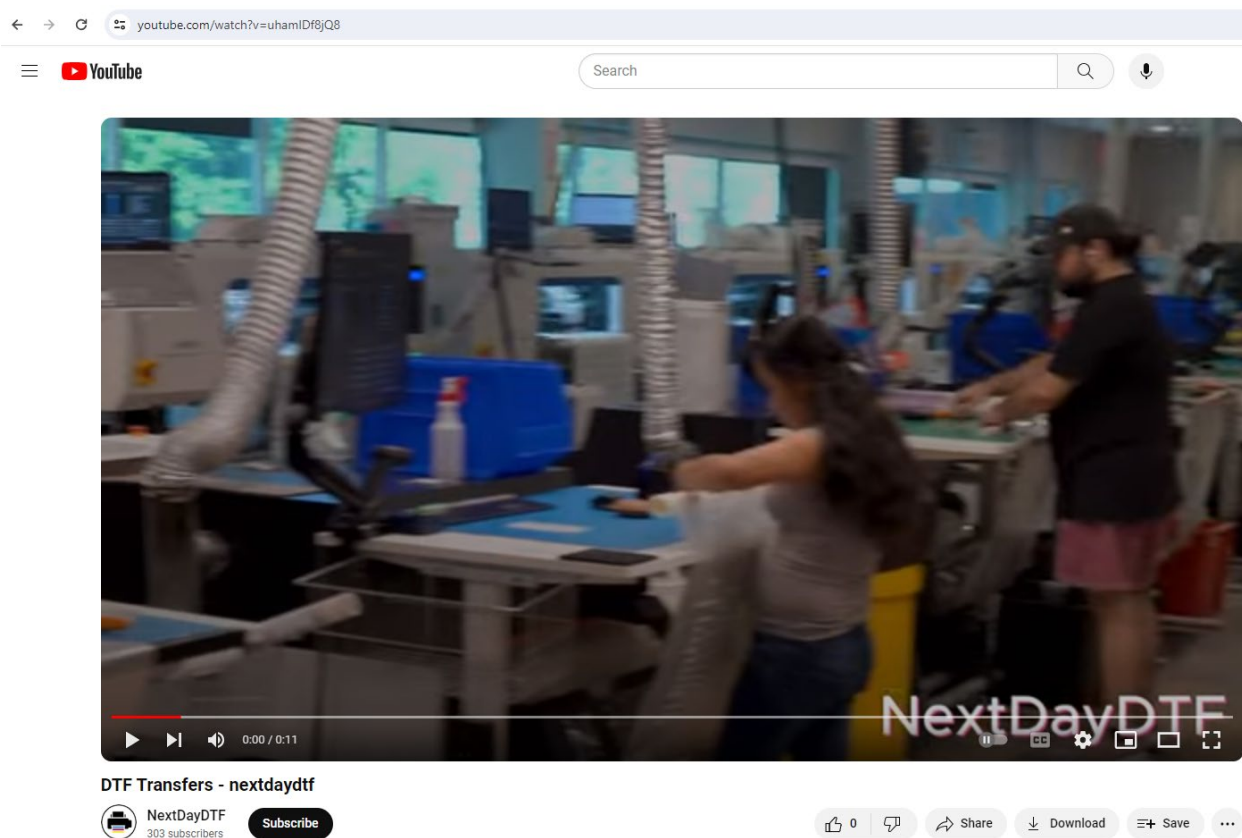 youtube.com/watch?v=uhamIDf8jQ8
YouTube
Search
NextDayDTF
0:00 / 0:11
CC
DTF Transfers - nextdaydtf
NextDayDTF
303 subscribers
Subscribe
0
Share
Download
Save